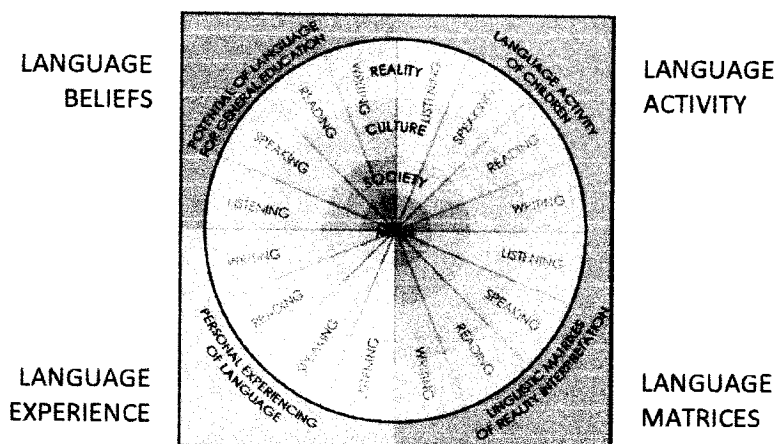 LANGUAGE
BELIEFS
LANGUAGE
ACTIVITY
POTENTIAL OF LANGUAGE
FOR GENERAL EDUCATION
LANGUAGE ACTIVITY
OF CHILDREN
REALITY
CULTURE
SOCIETY
LISTENING
SPEAKING
READING
WRITING
LISTENING
SPEAKING
READING
WRITING
LISTENING
SPEAKING
READING
WRITING
LISTENING
SPEAKING
READING
WRITING
PERSONAL EXPERIENCING
OF LANGUAGE
LINGUISTIC MATRICES
OF REALITY INTERPRETATION
LANGUAGE
EXPERIENCE
LANGUAGE
MATRICES